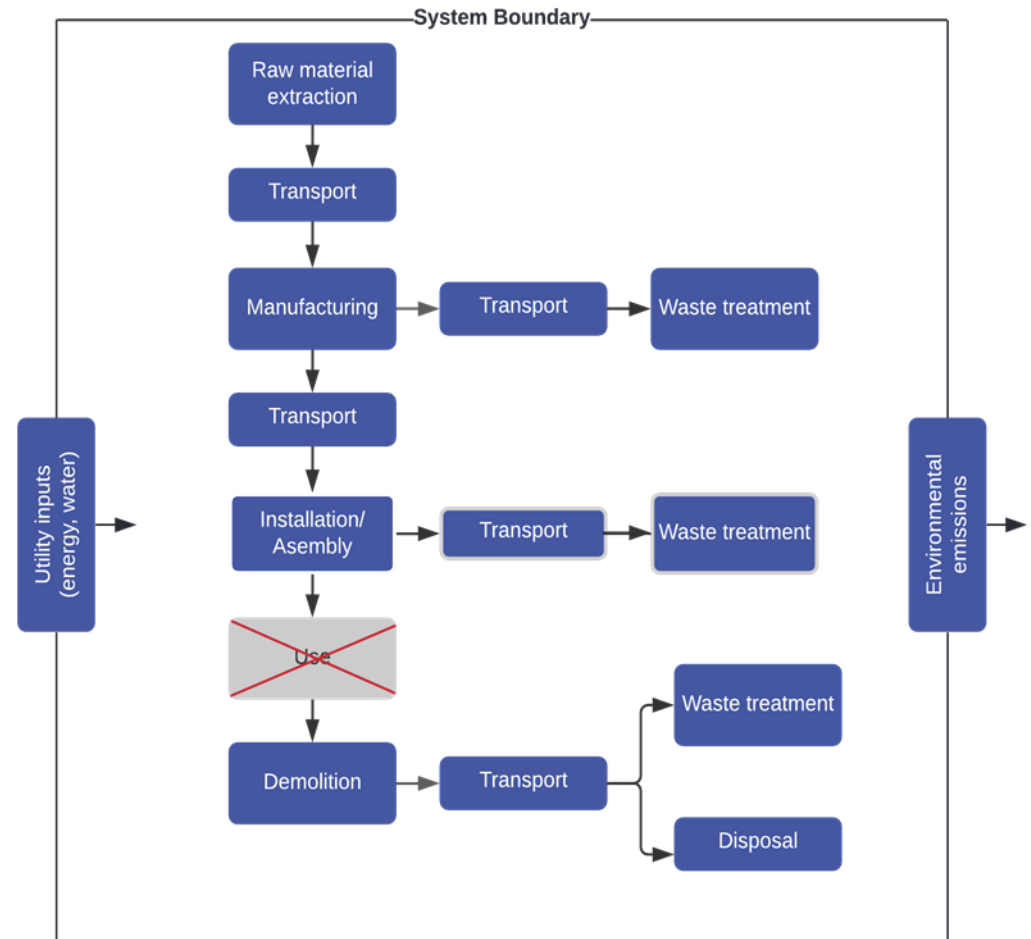 System Boundary
Raw material
extraction
Transport
Manufacturing
Transport
Waste treatment
Transport
Utility inputs
(energy, water)
Installation/
Asembly
Transport
Waste treatment
Environmental
emissions
Use
Demolition
Transport
Waste treatment
Disposal